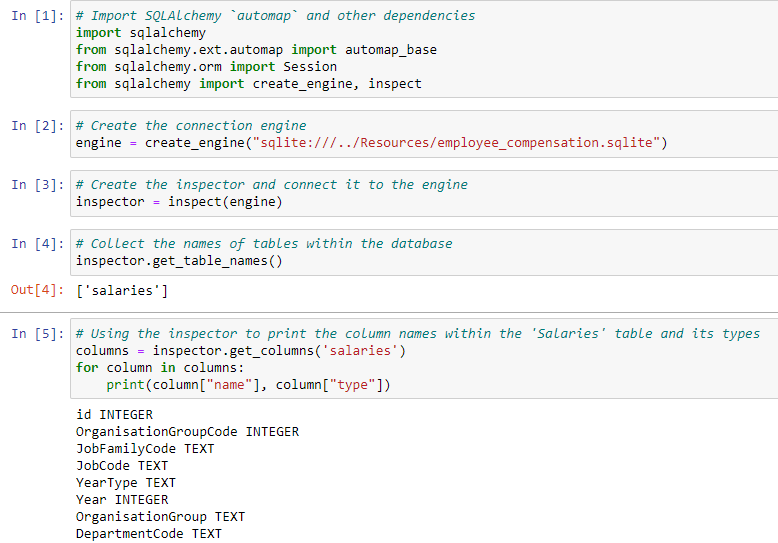 In [1]: # Import SQLAlchemy `automap` and other dependencies
import sqlalchemy
from sqlalchemy.ext.automap import automap_base
from sqlalchemy.orm import Session
from sqlalchemy import create_engine, inspect
In [2]: # Create the connection engine
engine = create_engine("sqlite:///../Resources/employee_compensation.sqlite")
In [3]: # Create the inspector and connect it to the engine
inspector = inspect(engine)
In [4]: # Collect the names of tables within the database
inspector.get_table_names()
Out[4]: ['salaries']
In [5]: # Using the inspector to print the column names within the 'Salaries' table and its types
columns = inspector.get_columns('salaries')
for column in columns:
    print(column["name"], column["type"])
id INTEGER
OrganisationGroupCode INTEGER
JobFamilyCode TEXT
JobCode TEXT
YearType TEXT
Year INTEGER
OrganisationGroup TEXT
DepartmentCode TEXT